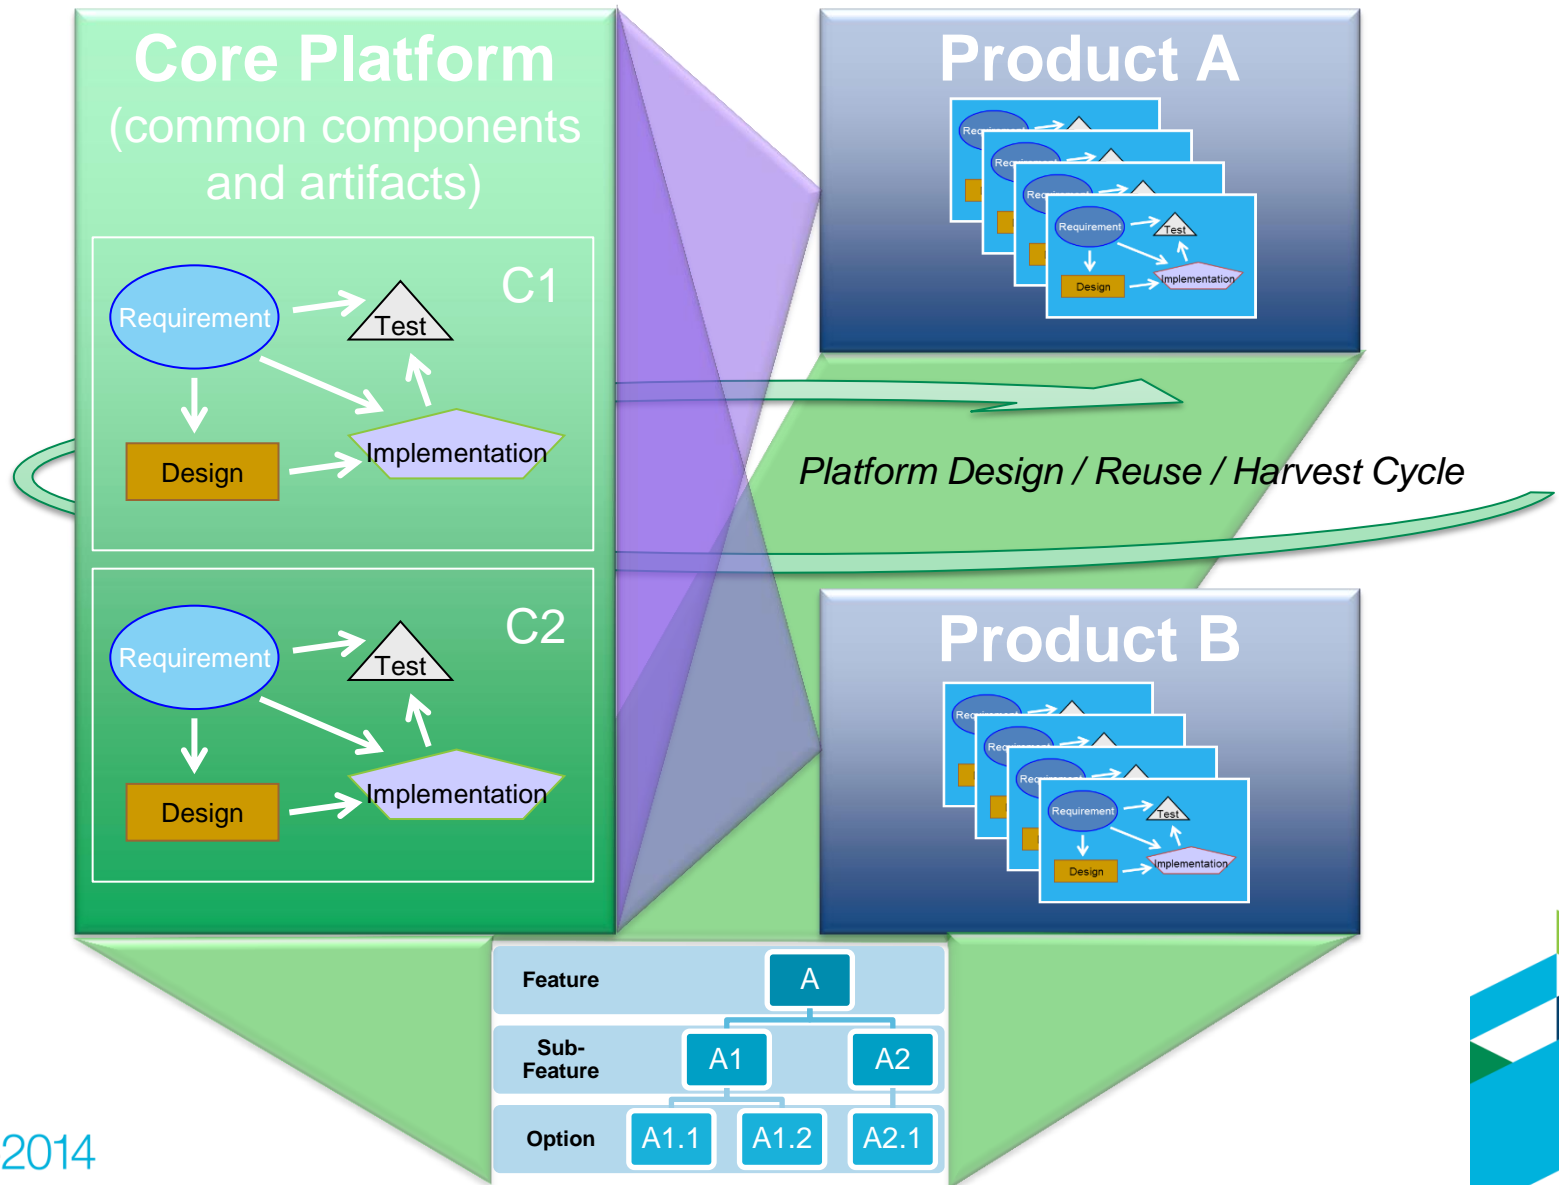 Core Platform
(common components
and artifacts)
C1
Requirement
Test
Design
Implementation
C2
Requirement
Test
Design
Implementation
Product A
Requirement
Test
Design
Implementation
Platform Design / Reuse / Harvest Cycle
Product B
Requirement
Test
Design
Implementation
Feature
A
Sub-
Feature
A1
A2
Option
A1.1
A1.2
A2.1
2014